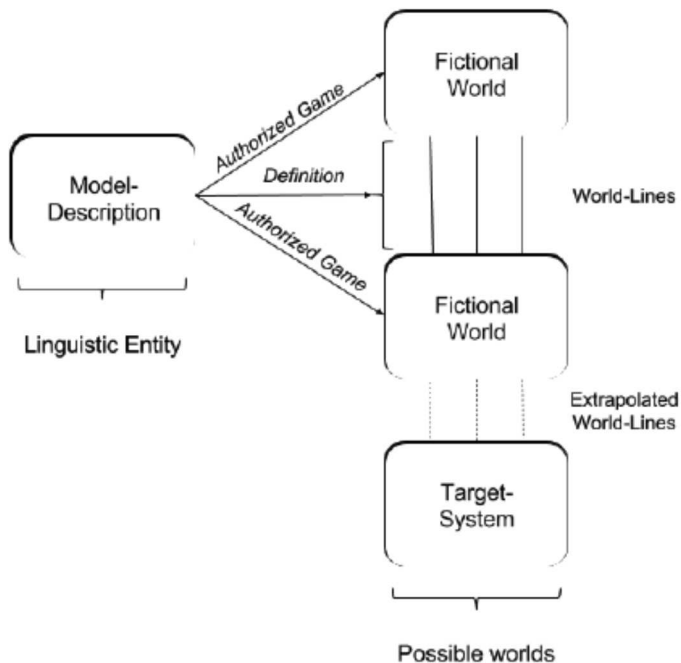 Fictional
World
Authorized Game
Model-
Description
Definition
World-Lines
Authorized Game
Linguistic Entity
Fictional
World
Extrapolated
World-Lines
Target-
System
Possible worlds